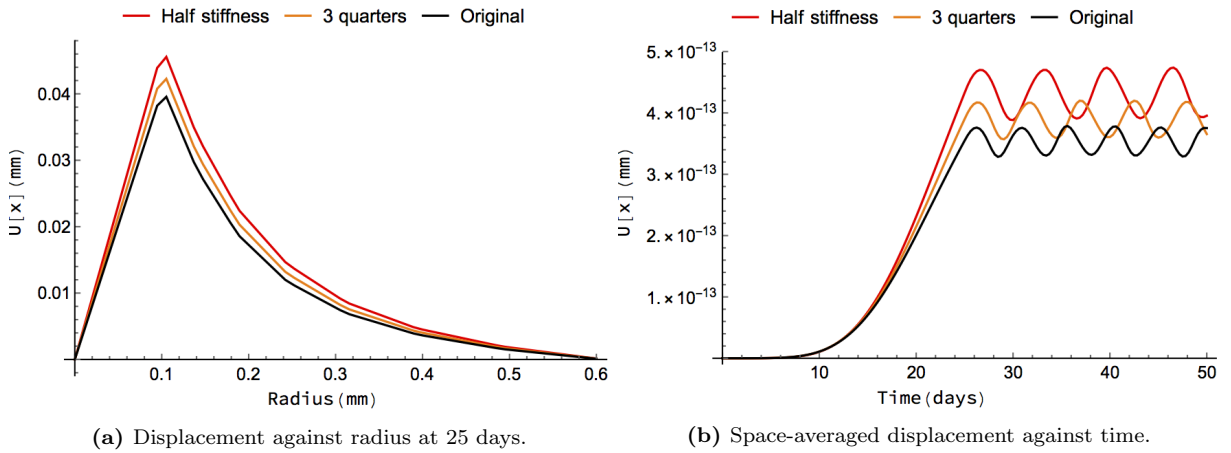 Half stiffness 3 quarters Original
U[x] (mm)
0.04
0.03
0.02
0.01
0.1 0.2 0.3 0.4 0.5 0.6
Radius (mm)
(a) Displacement against radius at 25 days.
Half stiffness 3 quarters Original
U[x] (mm)
5. × 10⁻¹³
4. × 10⁻¹³
3. × 10⁻¹³
2. × 10⁻¹³
1. × 10⁻¹³
10 20 30 40 50
Time (days)
(b) Space-averaged displacement against time.